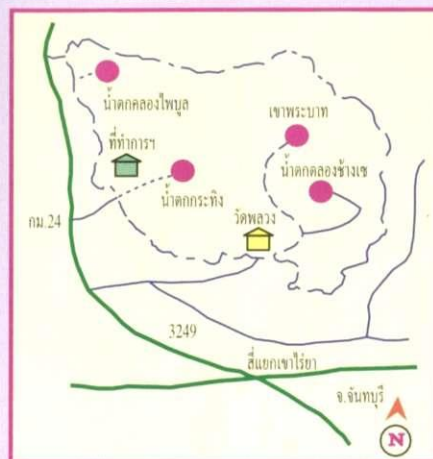 น้ำตกคลองไพบูล
เขาพระบาท
ที่ทำการฯ
น้ำตกคลองช้างเซ
น้ำตกกระทิง
วัดพลวง
กม.24
3249
สี่แยกเขาไร่ยา
จ.จันทบุรี
N